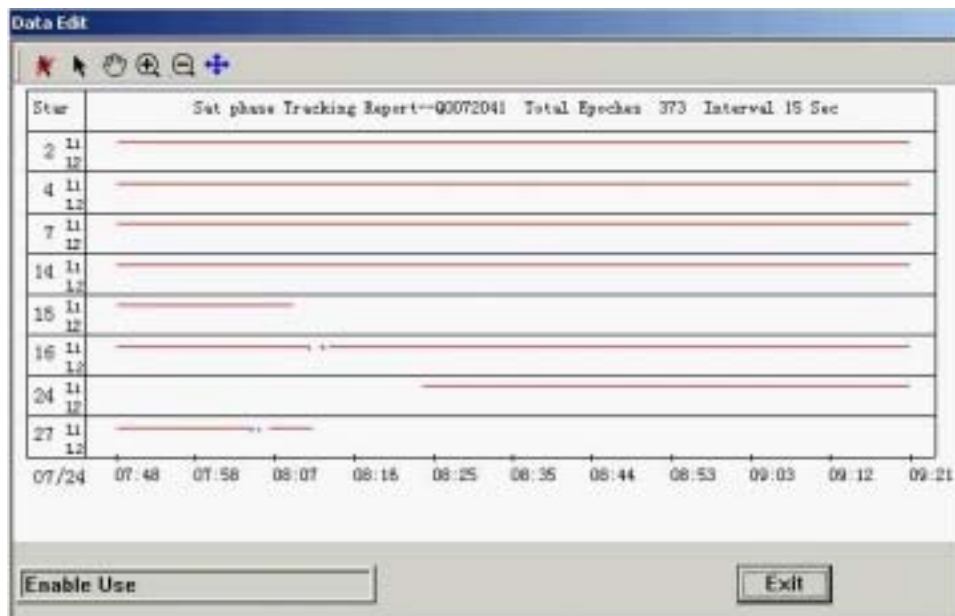 Data Edit
Star Sat phase Tracking Report--Q0072041 Total Epoches 373 Interval 15 Sec
2 L1
L2
4 L1
L2
7 L1
L2
14 L1
L2
15 L1
L2
16 L1
L2
24 L1
L2
27 L1
L2
07/24 07:48 07:58 08:07 08:16 08:25 08:35 08:44 08:53 09:03 09:12 09:21
Enable Use
Exit